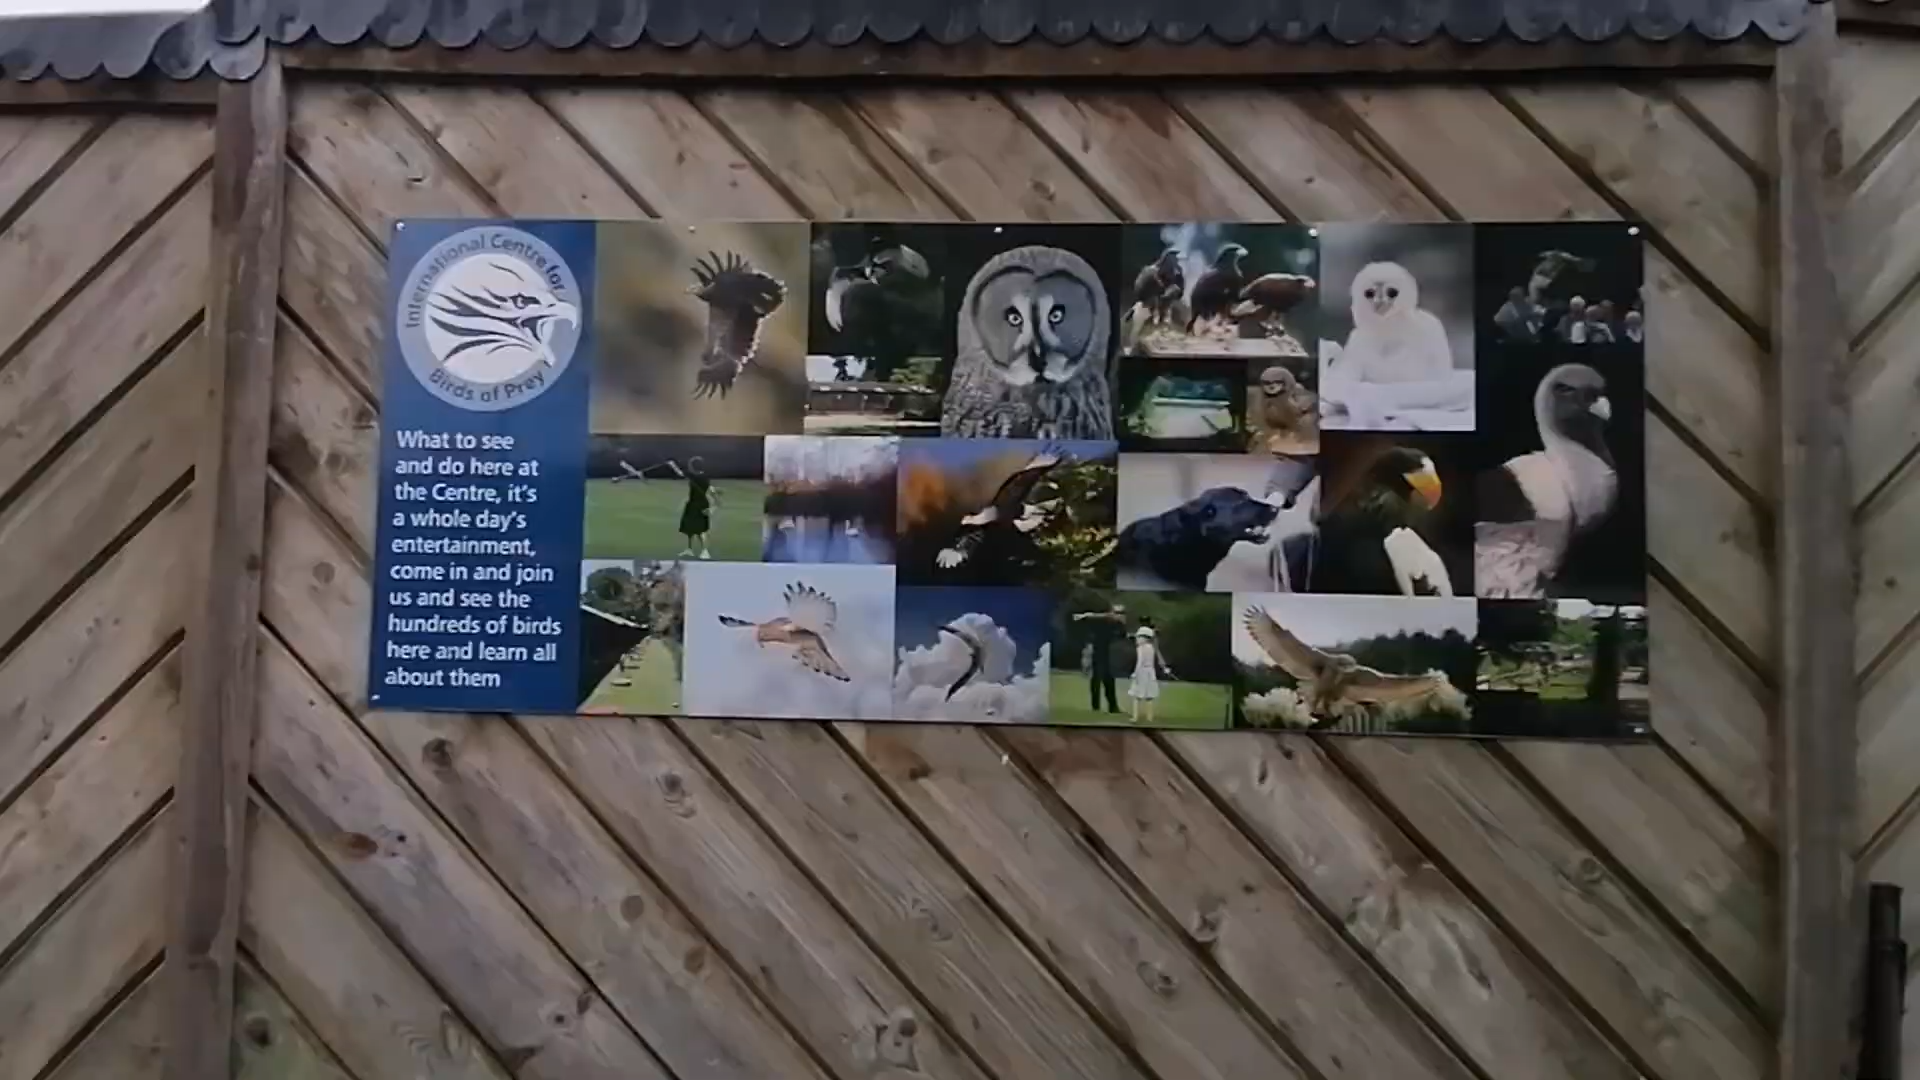 International Centre for
Birds of Prey
What to see
and do here at
the Centre, it's
a whole day's
entertainment,
come in and join
us and see the
hundreds of birds
here and learn all
about them